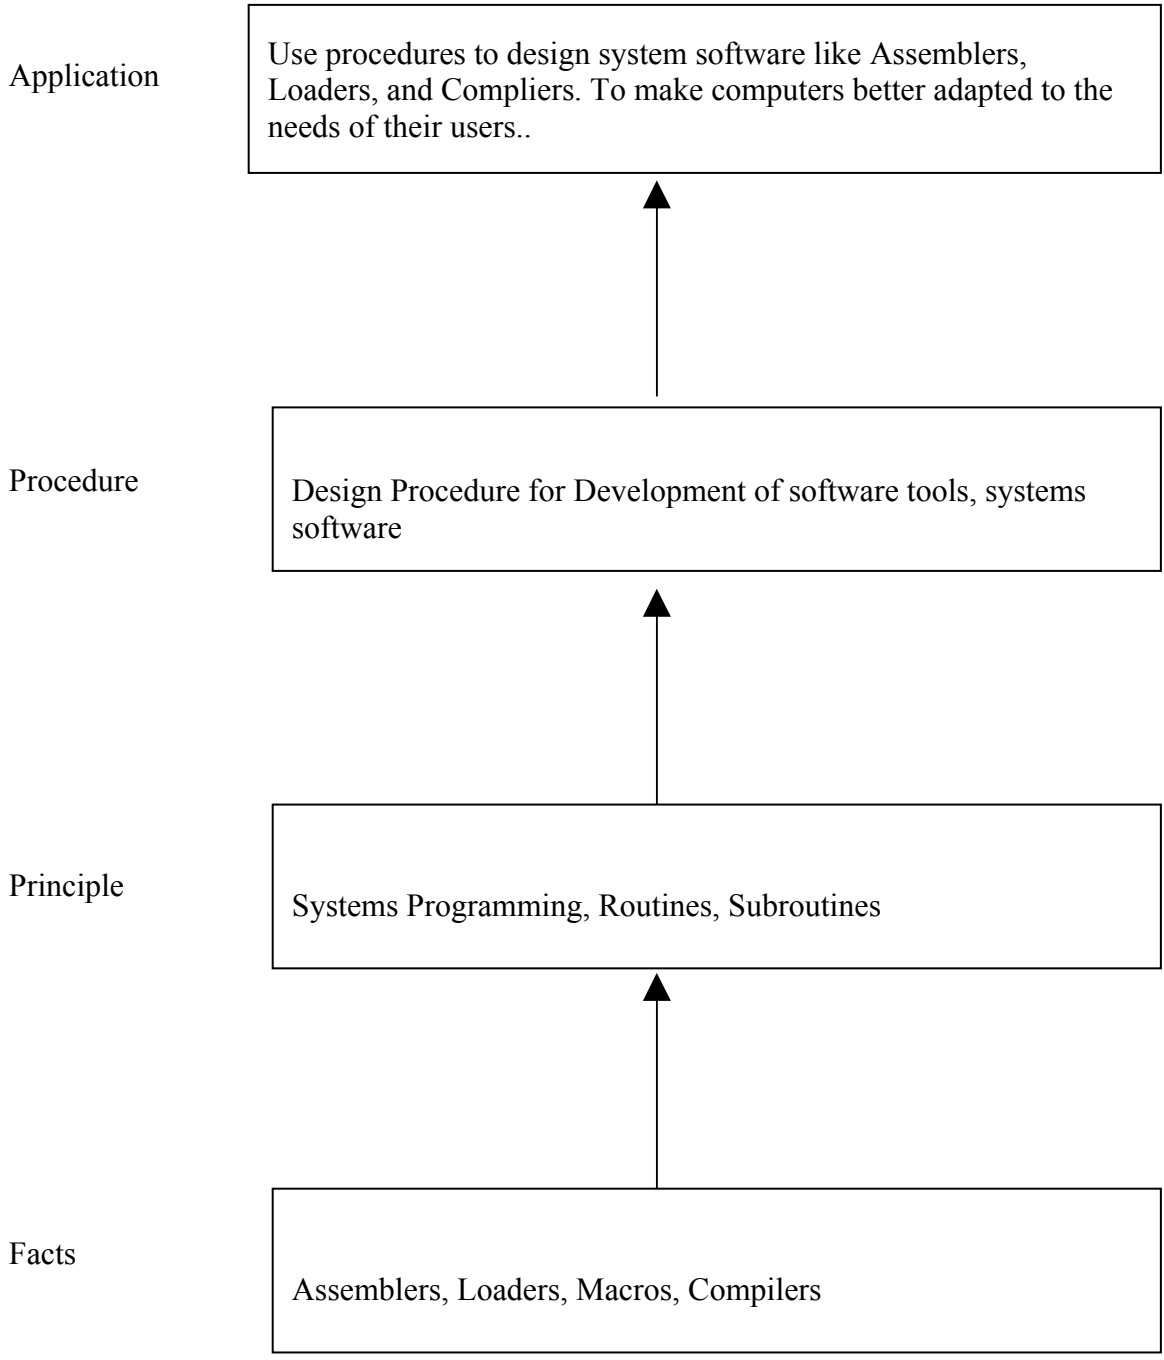 Application
Use procedures to design system software like Assemblers,
Loaders, and Compliers. To make computers better adapted to the
needs of their users..
Procedure
Design Procedure for Development of software tools, systems
software
Principle
Systems Programming, Routines, Subroutines
Facts
Assemblers, Loaders, Macros, Compilers